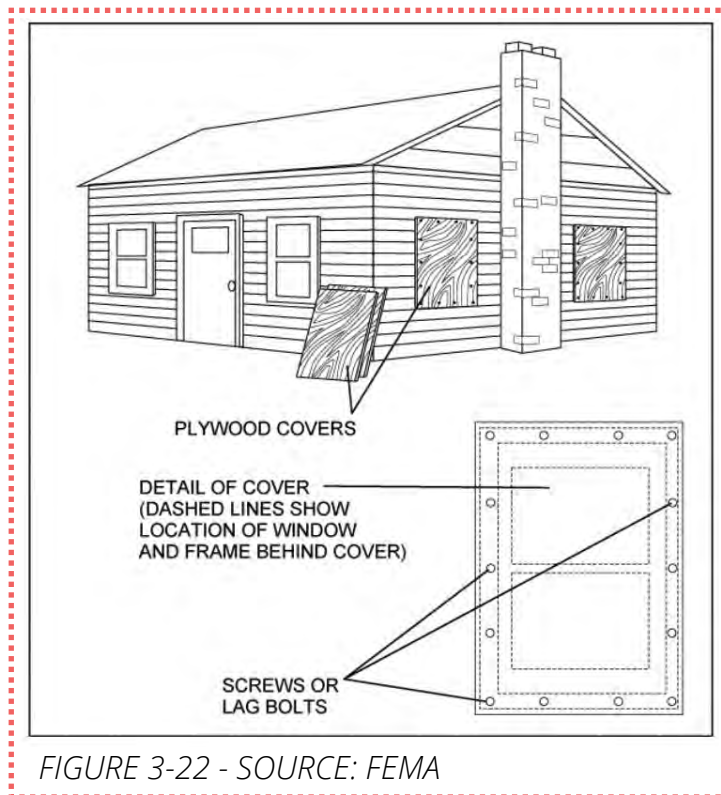 PLYWOOD COVERS
DETAIL OF COVER
(DASHED LINES SHOW
LOCATION OF WINDOW
AND FRAME BEHIND COVER)
SCREWS OR
LAG BOLTS
FIGURE 3-22 - SOURCE: FEMA